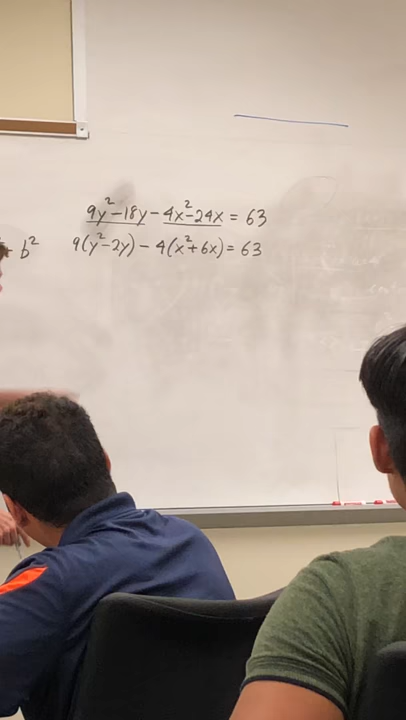 9y²-18y-4x²-24x = 63
+ b²
9(y²-2y) - 4(x²+6x) = 63